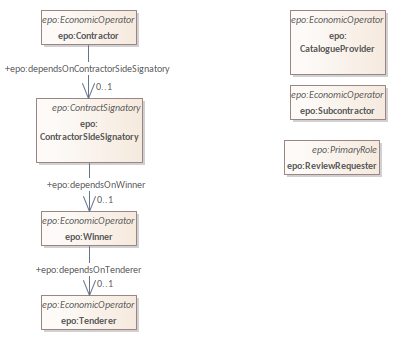 epo:EconomicOperator
epo:Contractor
+epo:dependsOnContractorSideSignatory
0..1
epo:ContractSignatory
epo:
ContractorSIdeSignatory
+epo:dependsOnWinner
0..1
epo:EconomicOperator
epo:Winner
+epo:dependsOnTenderer
0..1
epo:EconomicOperator
epo:Tenderer
epo:EconomicOperator
epo:
CatalogueProvider
epo:EconomicOperator
epo:Subcontractor
epo:PrimaryRole
epo:ReviewRequester